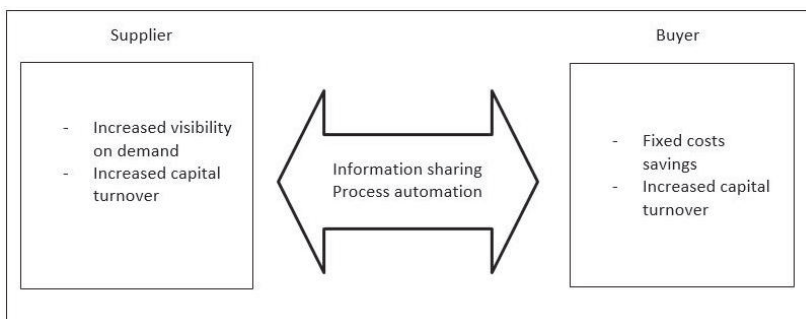 Supplier
Buyer
- Increased visibility
on demand
- Increased capital
turnover
Information sharing
Process automation
- Fixed costs
savings
- Increased capital
turnover